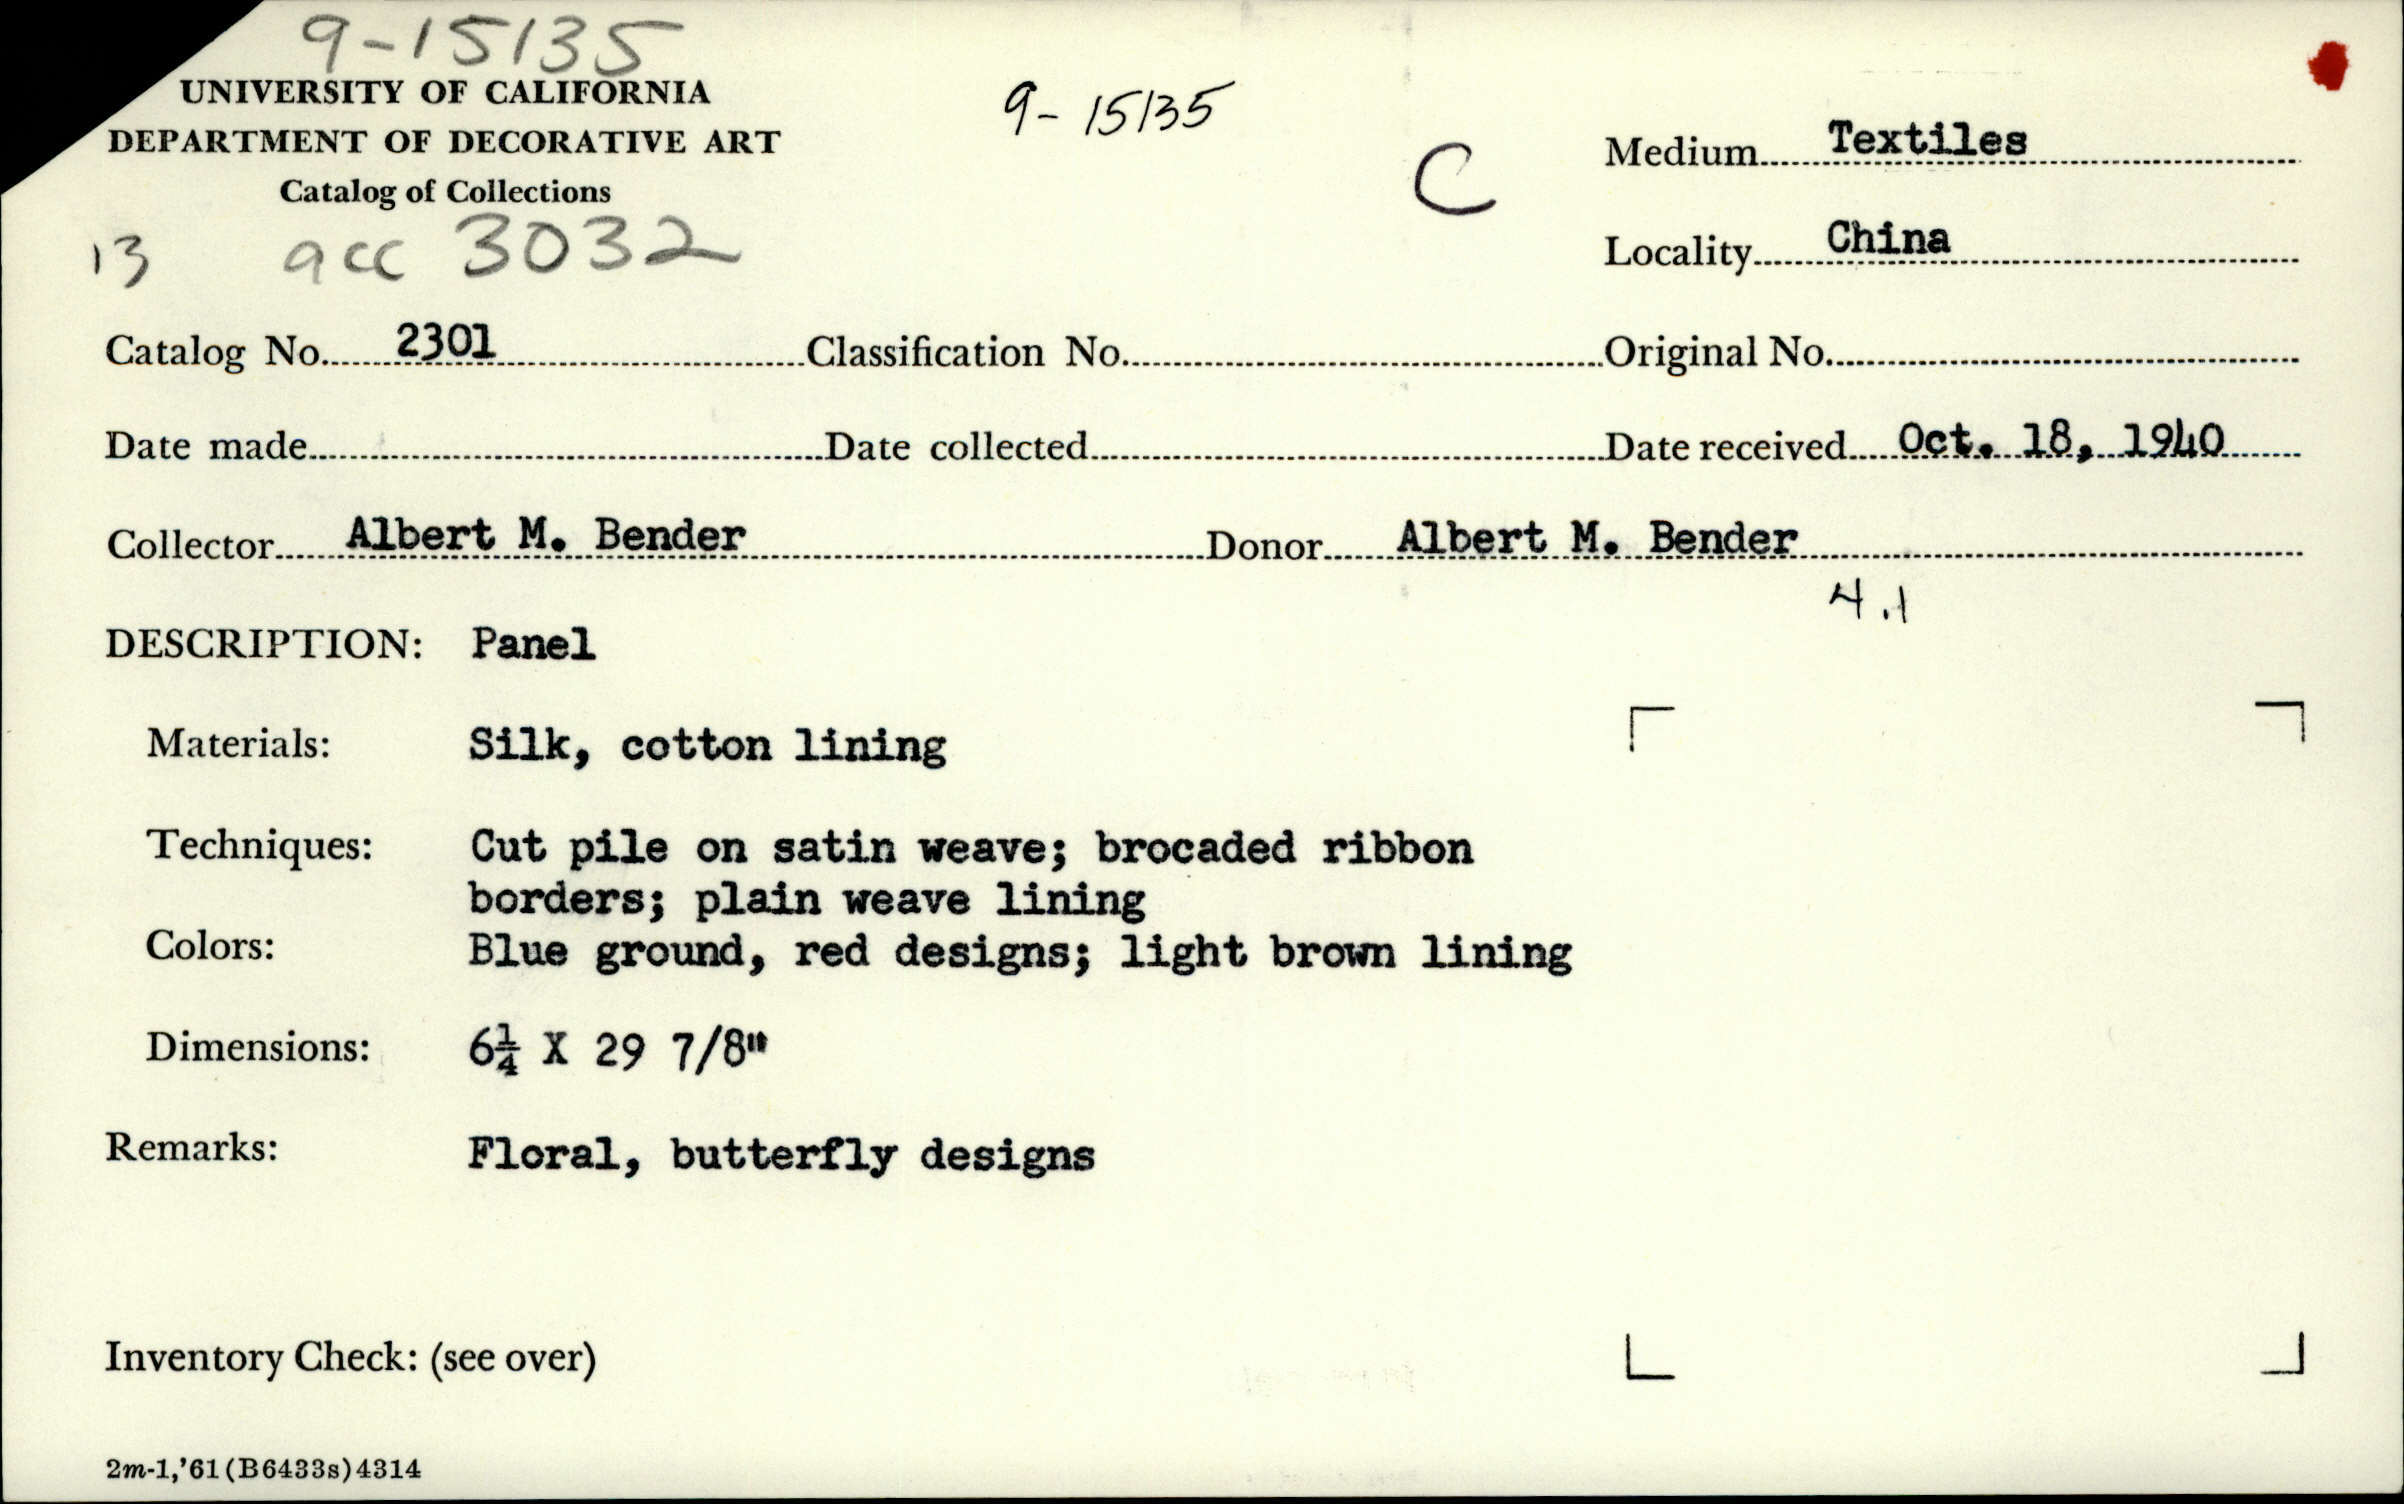 9-15135
UNIVERSITY OF CALIFORNIA
DEPARTMENT OF DECORATIVE ART
Catalog of Collections
9-15135
C
Medium Textiles
Locality China
13 acc 3032
Catalog No. 2301 Classification No. Original No.
Date made Date collected Date received Oct. 18, 1940
Collector Albert M. Bender Donor Albert M. Bender
4.1
DESCRIPTION: Panel
Materials: Silk, cotton lining
Techniques: Cut pile on satin weave; brocaded ribbon
borders; plain weave lining
Colors: Blue ground, red designs; light brown lining
Dimensions: 6¼ X 29 7/8"
Remarks: Floral, butterfly designs
Inventory Check: (see over)
2m-1,'61(B6433s)4314